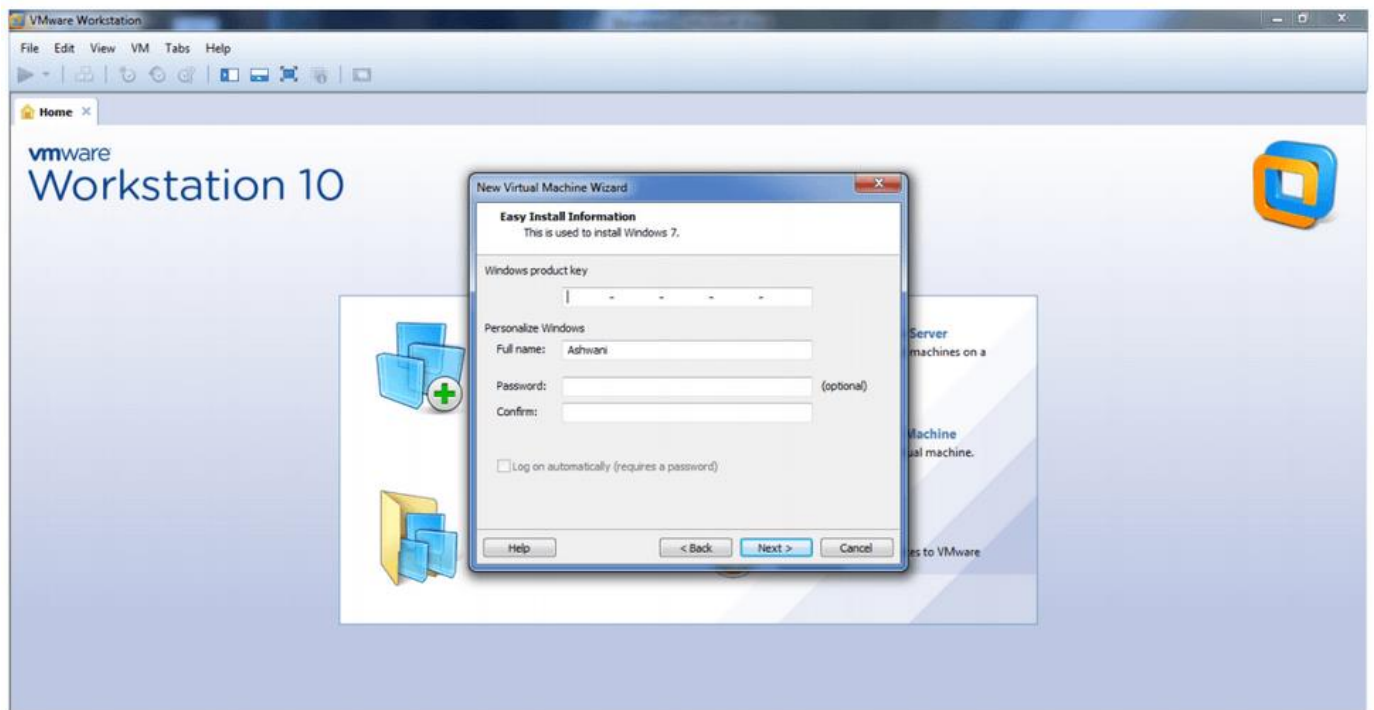 VMware Workstation
File Edit View VM Tabs Help
Home
vmware
Workstation 10
New Virtual Machine Wizard
Easy Install Information
This is used to install Windows 7.
Windows product key
- - - -
Personalize Windows
Full name: Ashwani
Password: (optional)
Confirm:
Log on automatically (requires a password)
Help < Back Next > Cancel
Server
machines on a
Machine
ual machine.
es to VMware